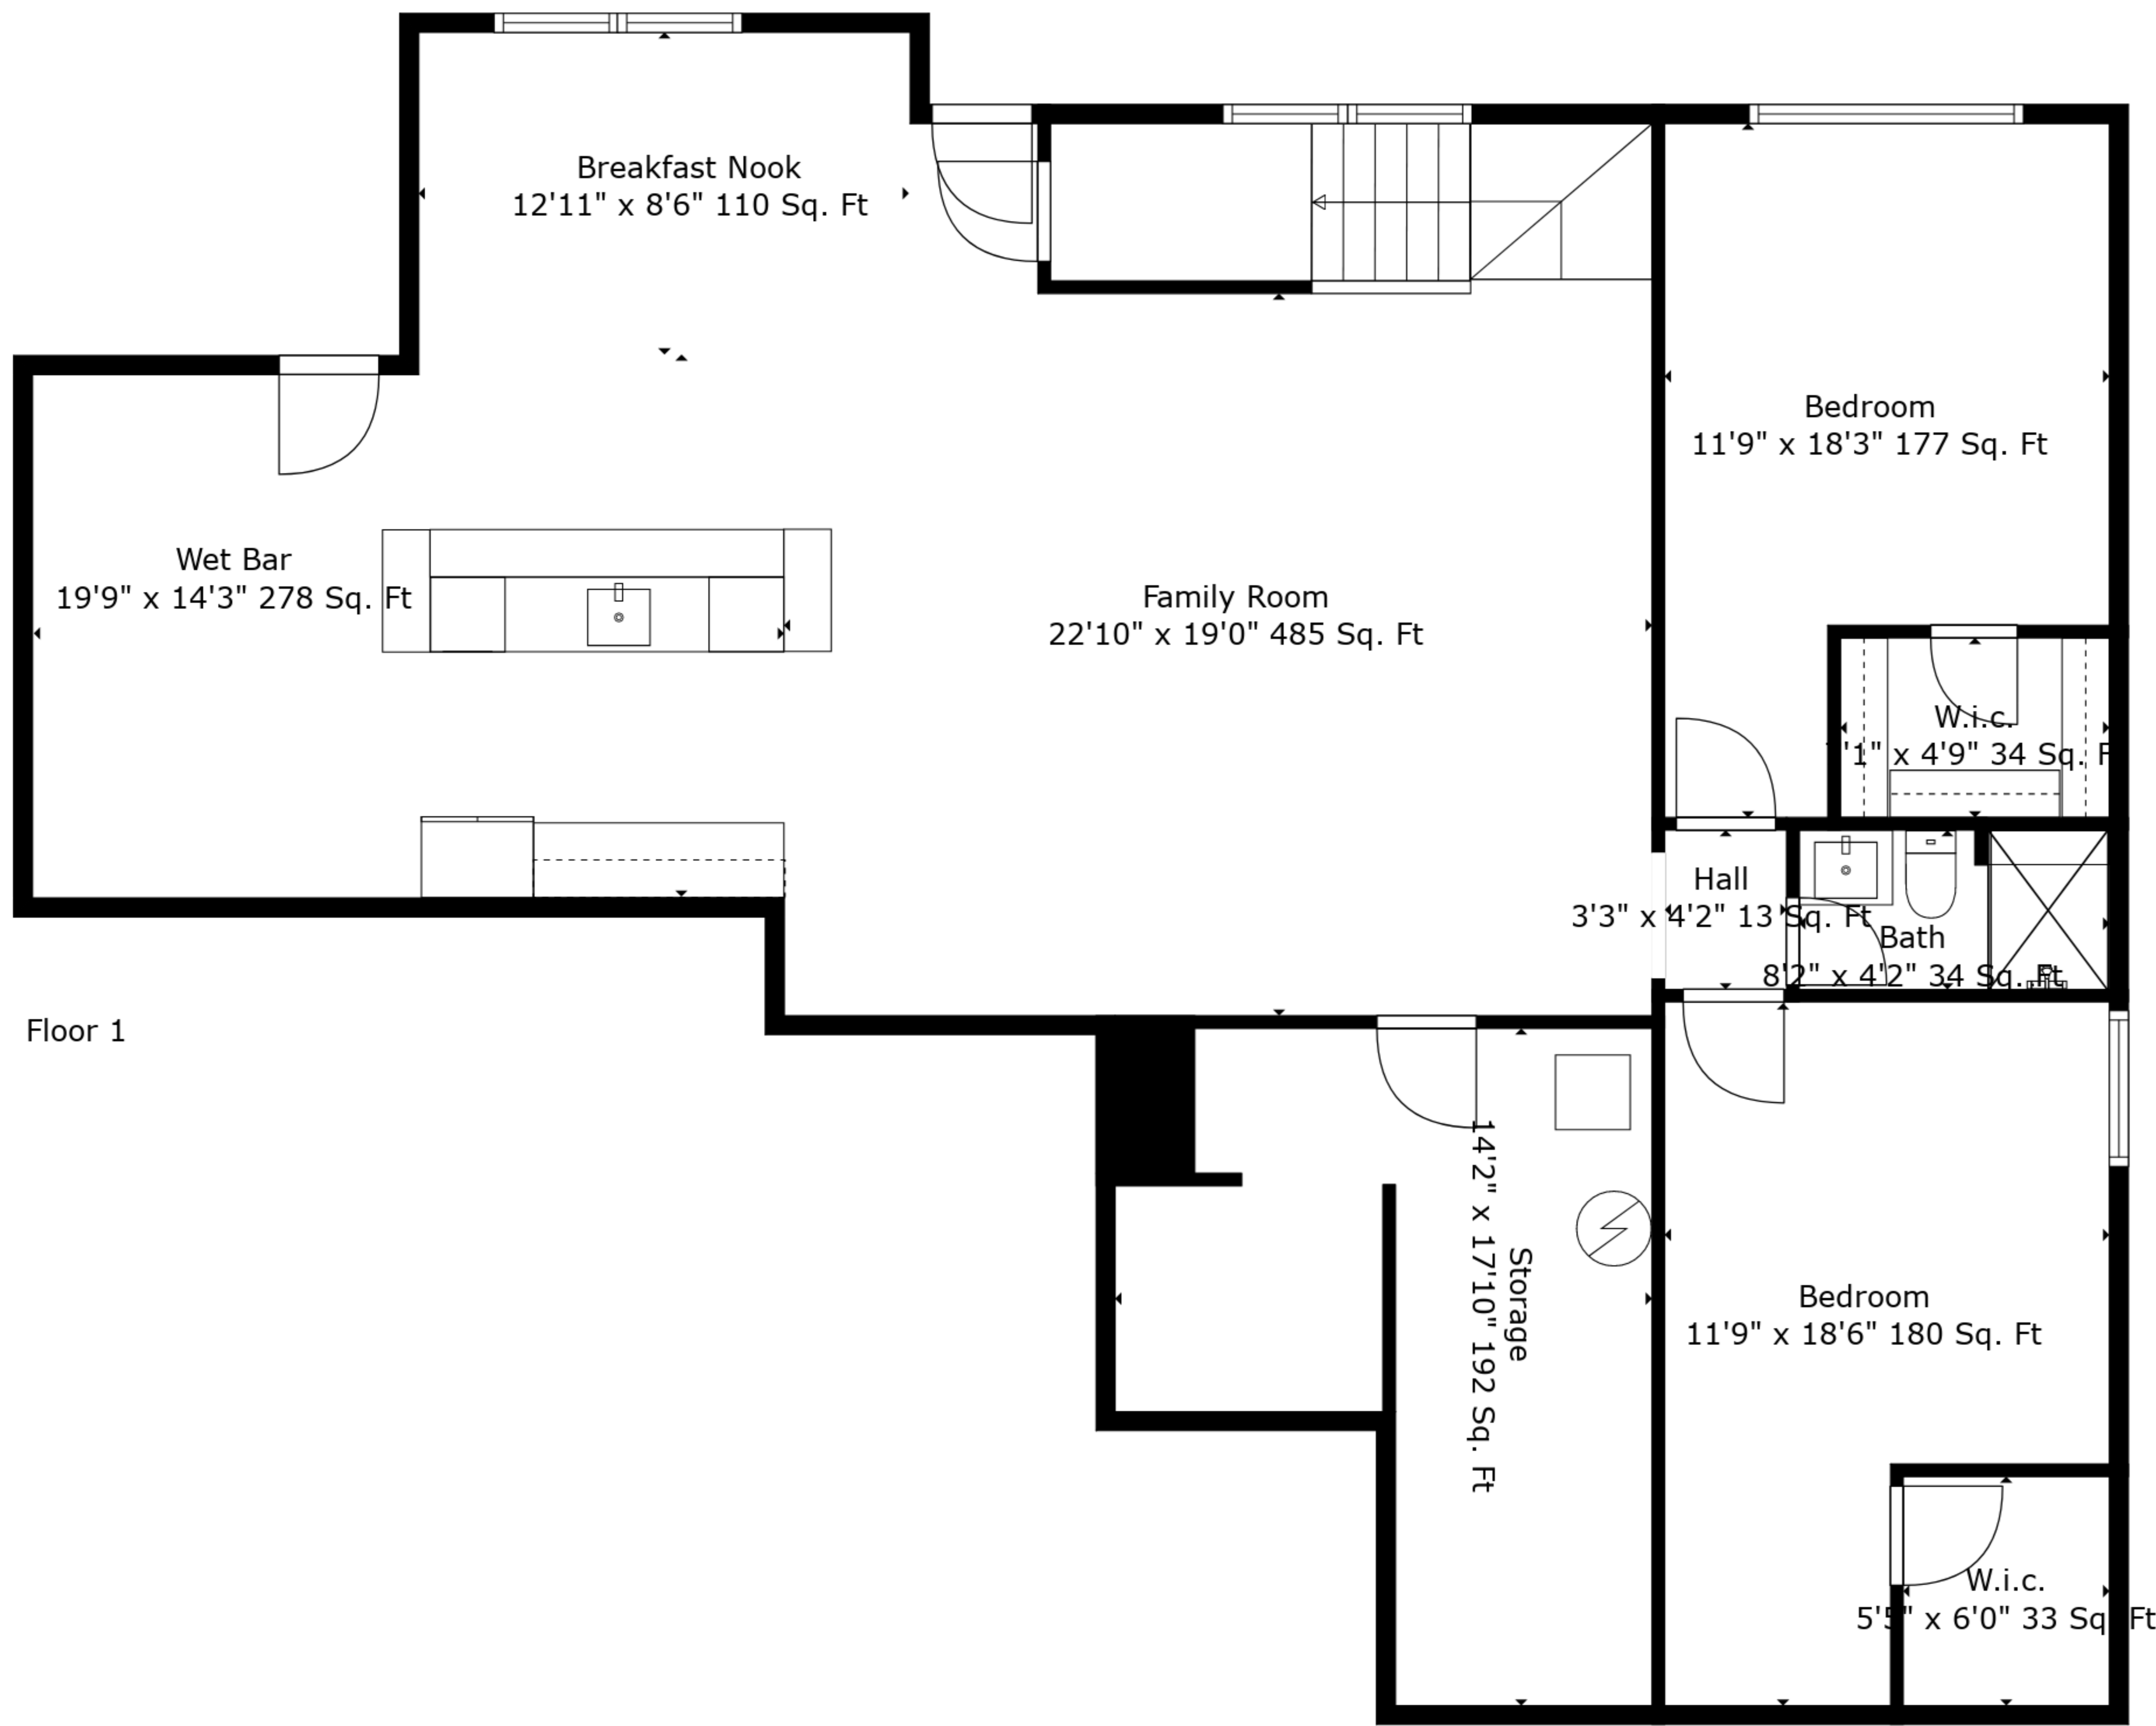 Breakfast Nook
12'11" x 8'6" 110 Sq. Ft
Bedroom
11'9" x 18'3" 177 Sq. Ft
Wet Bar
19'9" x 14'3" 278 Sq. Ft
Family Room
22'10" x 19'0" 485 Sq. Ft
W.i.c.
'1" x 4'9" 34 Sq. F
Hall
3'3" x 4'2" 13 Sq. Ft
Bath
8'2" x 4'2" 34 Sq. Ft
Floor 1
Storage
14'2" x 17'10" 192 Sq. Ft
Bedroom
11'9" x 18'6" 180 Sq. Ft
W.i.c.
5'5" x 6'0" 33 Sq Ft